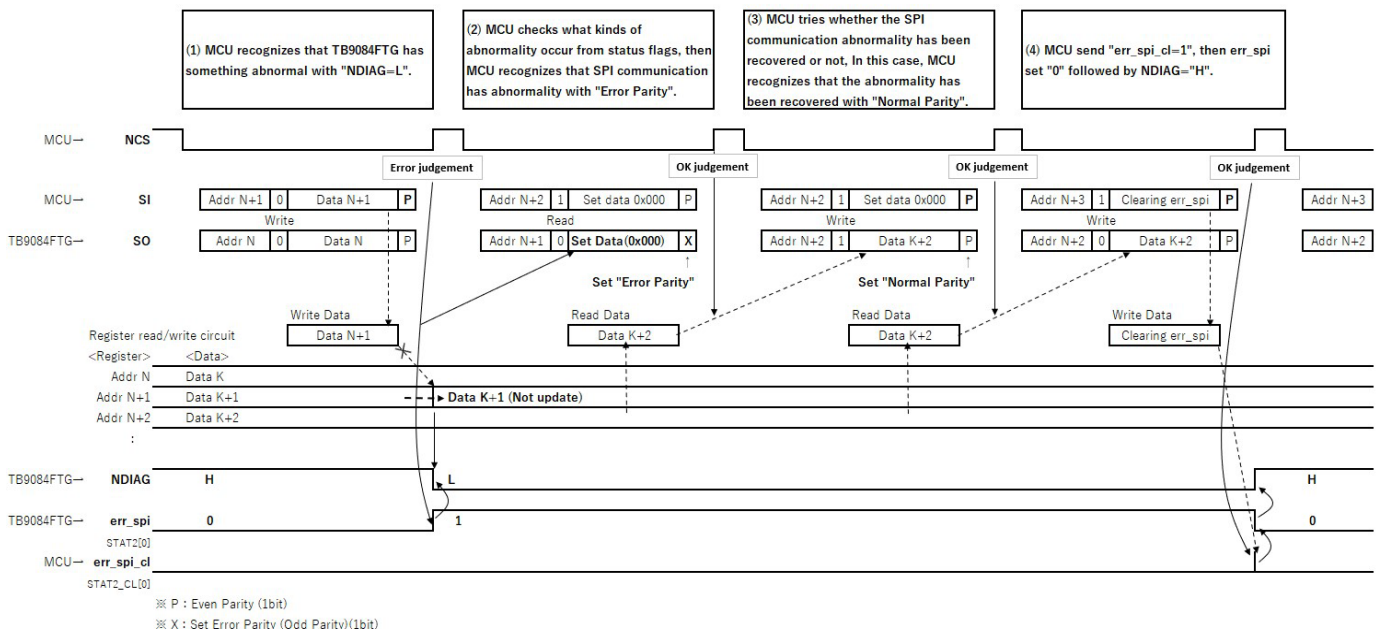 (1) MCU recognizes that TB9084FTG has
something abnormal with "NDIAG=L".
(2) MCU checks what kinds of
abnormality occur from status flags, then
MCU recognizes that SPI communication
has abnormality with "Error Parity".
(3) MCU tries whether the SPI
communication abnormality has been
recovered or not, In this case, MCU
recognizes that the abnormality has
been recovered with "Normal Parity".
(4) MCU send "err_spi_cl=1", then err_spi
set "0" followed by NDIAG="H".
MCU→ NCS
Error judgement
OK judgement
OK judgement
OK judgement
MCU→ SI
Addr N+1 0 Data N+1 P
Addr N+2 1 Set data 0x000 P
Addr N+2 1 Set data 0x000 P
Addr N+3 1 Clearing err_spi P
Addr N+3
Write
Read
Write
Write
TB9084FTG→ SO
Addr N 0 Data N P
Addr N+1 0 Set Data(0x000) X
Addr N+2 1 Data K+2 P
Addr N+2 0 Data K+2 P
Addr N+2
↑
↑
Set "Error Parity"
Set "Normal Parity"
Write Data
Read Data
Read Data
Write Data
Register read/write circuit
Data N+1
Data K+2
Data K+2
Clearing err_spi
<Register> <Data>
Addr N Data K
Addr N+1 Data K+1
Data K+1 (Not update)
Addr N+2 Data K+2
:
TB9084FTG→ NDIAG H L H
TB9084FTG→ err_spi 0 1 0
STAT2[0]
MCU→ err_spi_cl
STAT2_CL[0]
※ P : Even Parity (1bit)
※ X : Set Error Parity (Odd Parity)(1bit)